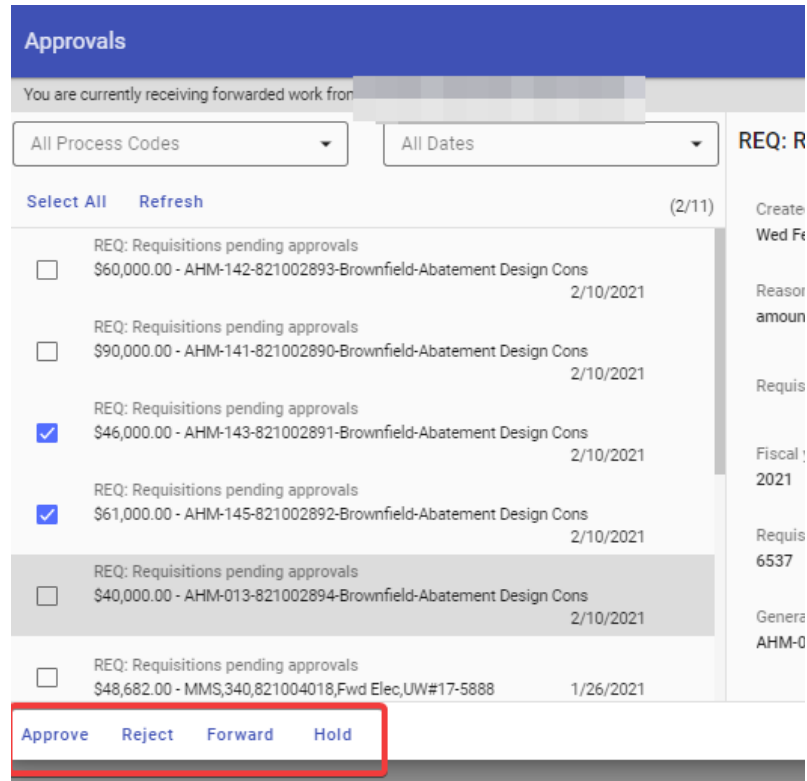 Approvals
You are currently receiving forwarded work from
All Process Codes
All Dates
Select All Refresh
(2/11)
REQ: Requisitions pending approvals
$60,000.00 - AHM-142-821002893-Brownfield-Abatement Design Cons
2/10/2021
REQ: Requisitions pending approvals
$90,000.00 - AHM-141-821002890-Brownfield-Abatement Design Cons
2/10/2021
REQ: Requisitions pending approvals
$46,000.00 - AHM-143-821002891-Brownfield-Abatement Design Cons
2/10/2021
REQ: Requisitions pending approvals
$61,000.00 - AHM-145-821002892-Brownfield-Abatement Design Cons
2/10/2021
REQ: Requisitions pending approvals
$40,000.00 - AHM-013-821002894-Brownfield-Abatement Design Cons
2/10/2021
REQ: Requisitions pending approvals
$48,682.00 - MMS,340,821004018,Fwd Elec,UW#17-5888 1/26/2021
Approve Reject Forward Hold
REQ: R
Create
Wed Fe
Reason
amoun
Requis
Fiscal
2021
Requis
6537
Genera
AHM-0